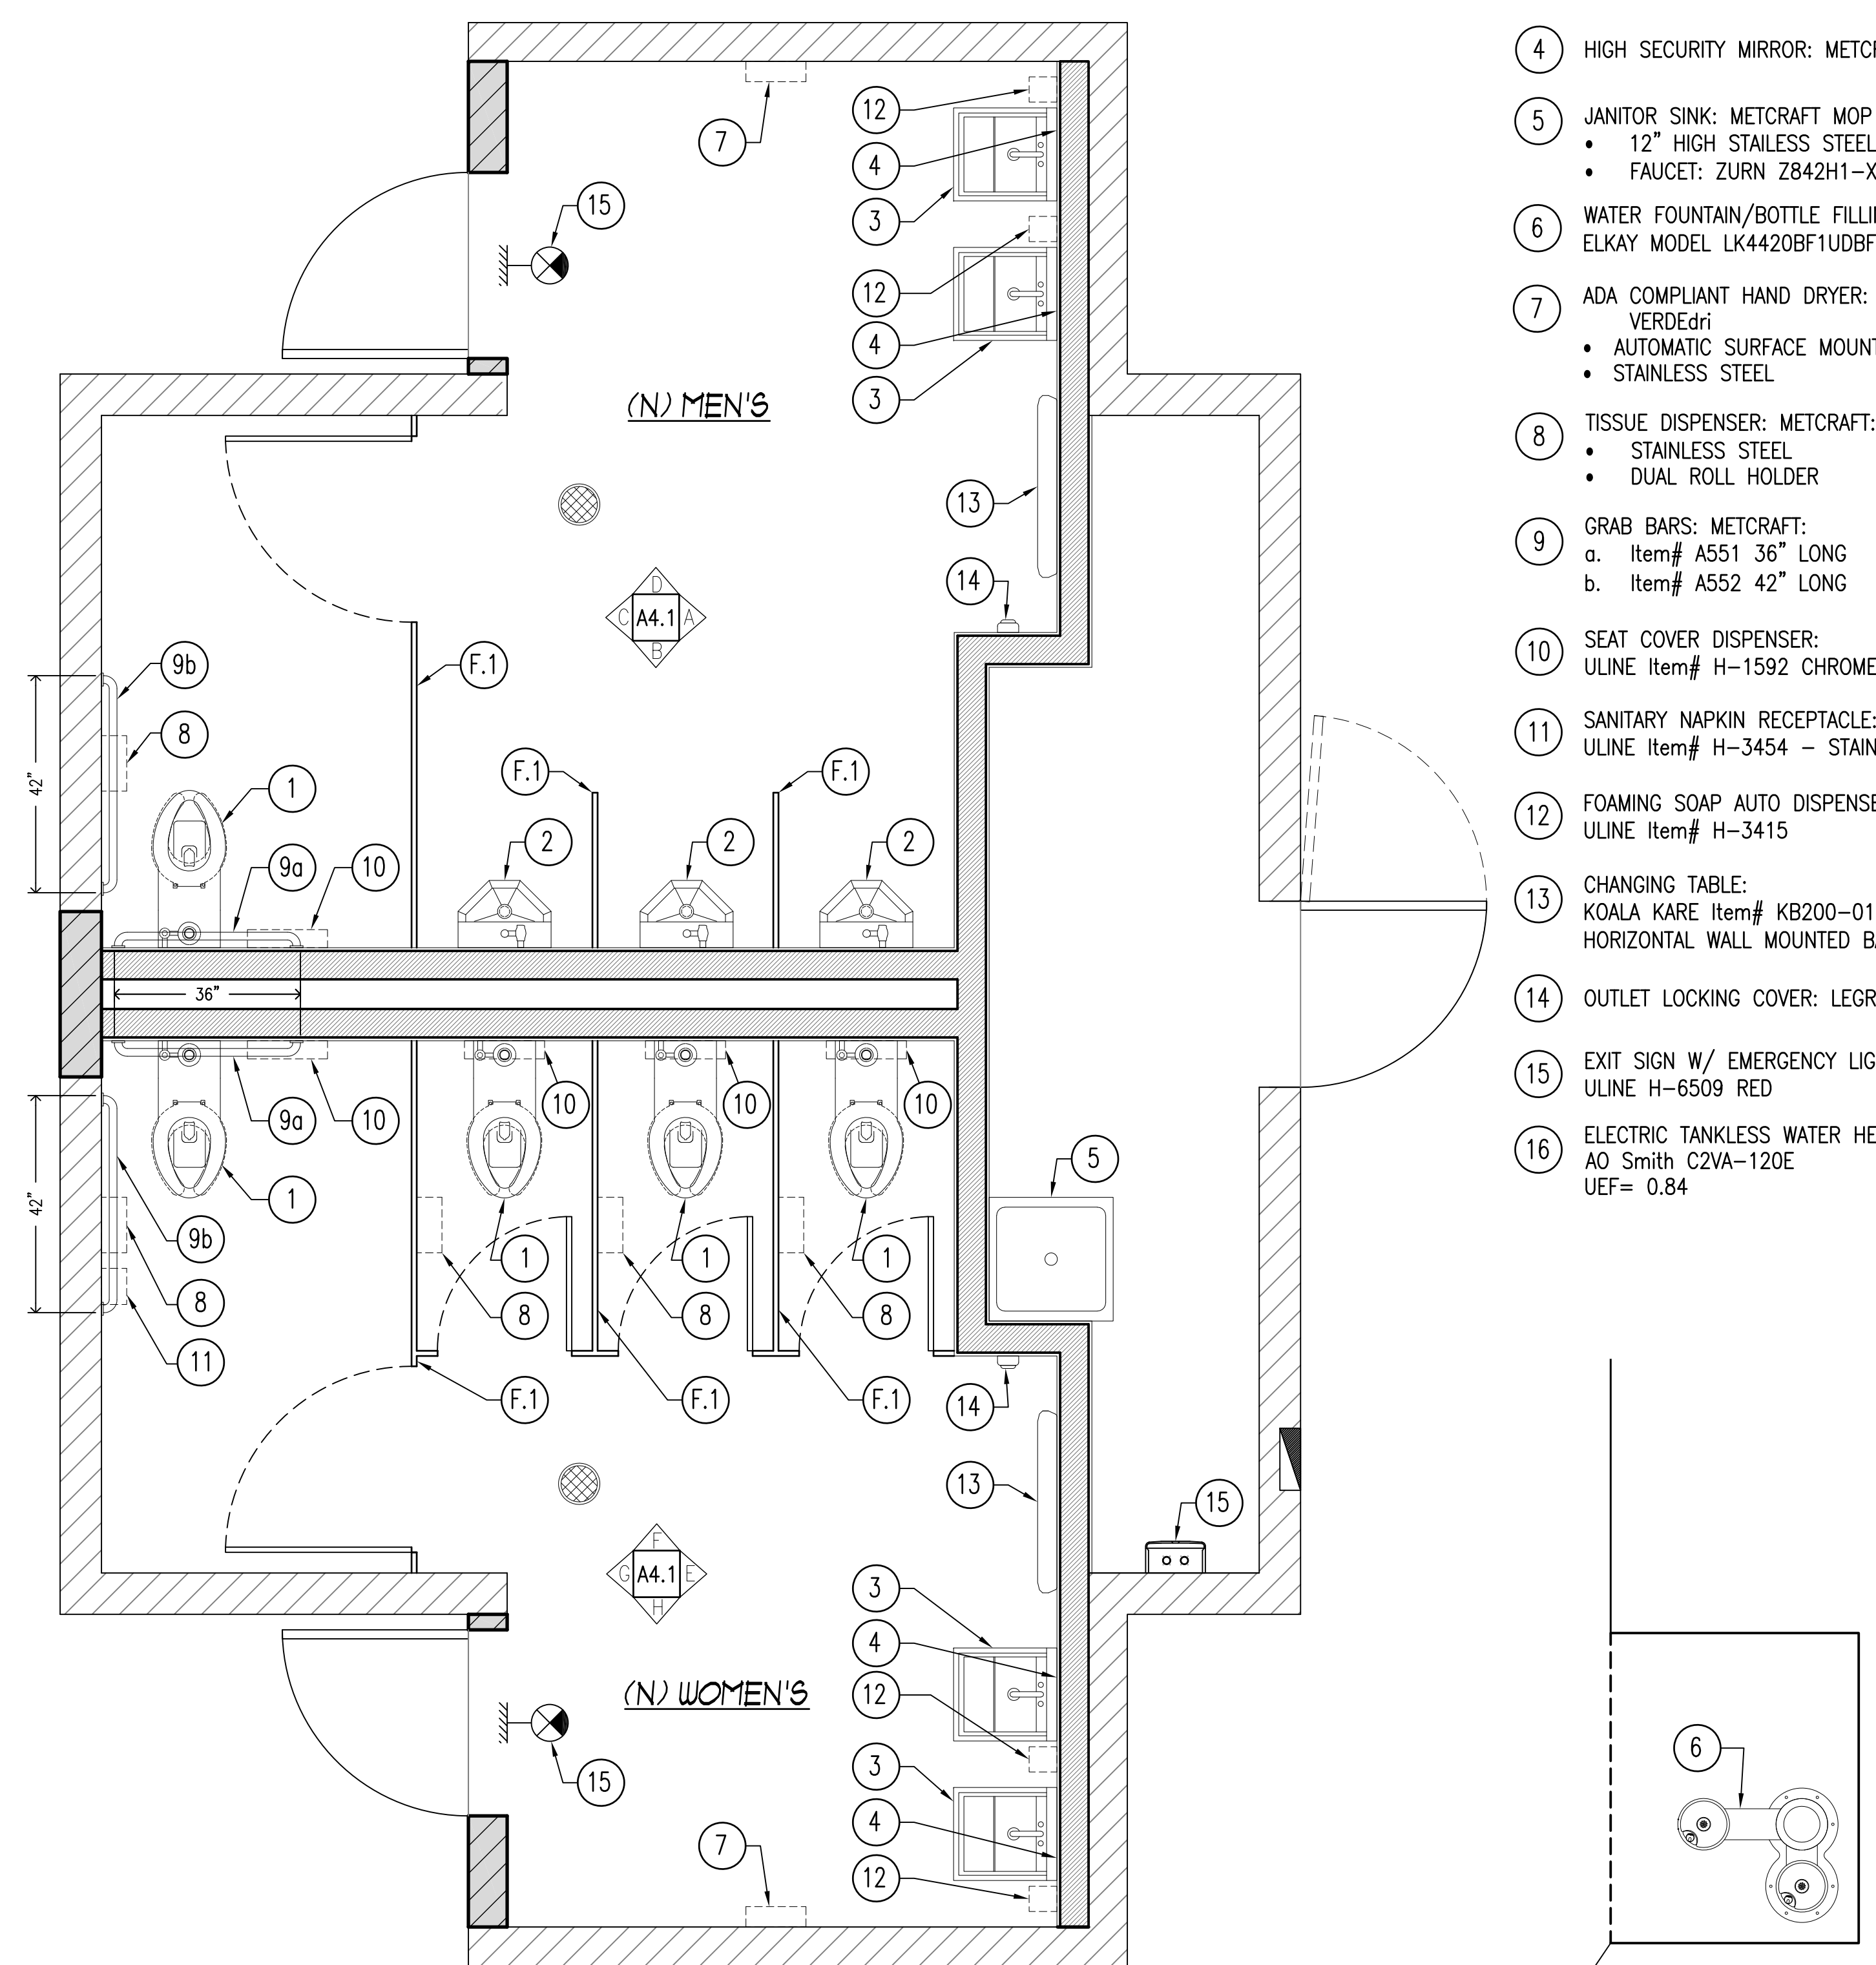 12
7
4
15
3
12
4
3
(N) MEN'S
13
D
C A4.1 A
B
14
9b
F.1
8
F.1
F.1
42"
1
2
2
2
9a
10
36"
9a
10
10
10
10
5
42"
1
9b
1
1
1
8
8
8
8
11
F.1
F.1
F.1
14
13
15
F
G A4.1 E
H
3
4
(N) WOMEN'S
12
15
3
7
4
12
4 HIGH SECURITY MIRROR:
5 JANITOR SINK: METCRAFT MOP
• 12" HIGH STAILESS STEEL
• FAUCET: ZURN Z842H1-X
6 WATER FOUNTAIN/BOTTLE
ELKAY MODEL LK4420BF1UDBF
7 ADA COMPLIANT HAND DRYER:
VERDEdri
• AUTOMATIC SURFACE
• STAINLESS STEEL
8 TISSUE DISPENSER: METCRAFT:
• STAINLESS STEEL
• DUAL ROLL HOLDER
9 GRAB BARS: METCRAFT:
a. Item# A551 36" LONG
b. Item# A552 42" LONG
10 SEAT COVER DISPENSER:
ULINE Item# H-1592 CHROME
11 SANITARY NAPKIN RECEPTACLE:
ULINE Item# H-3454 -
12 FOAMING SOAP AUTO
ULINE Item# H-3415
13 CHANGING TABLE:
KOALA KARE Item# KB200-01
HORIZONTAL WALL MOUNTED
14 OUTLET LOCKING COVER:
15 EXIT SIGN W/ EMERGENCY
ULINE H-6509 RED
16 ELECTRIC TANKLESS WATER
AO Smith C2VA-120E
UEF= 0.84
6